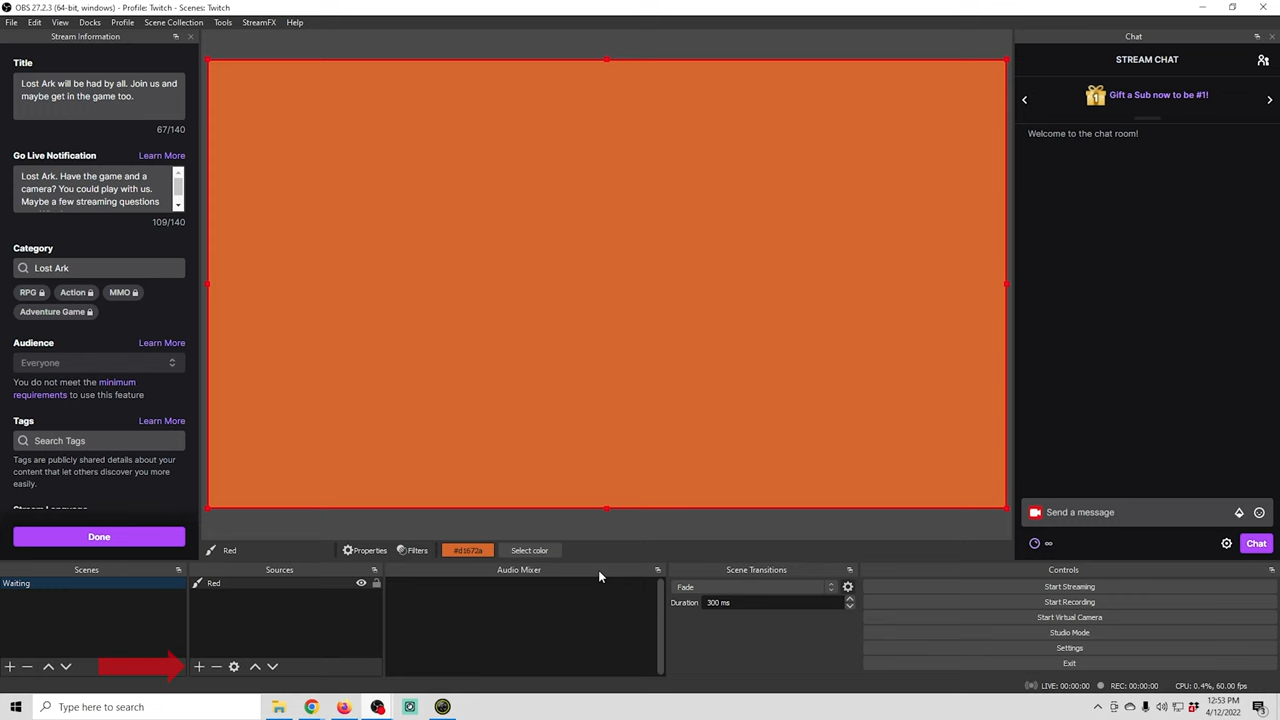 OBS 27.2.3 (64-bit, windows) - Profile: Twitch - Scenes: Twitch
File Edit View Docks Profile Scene Collection Tools StreamFX Help
Stream Information
Title
Lost Ark will be had by all. Join us and
maybe get in the game too.
67/140
Go Live Notification Learn More
Lost Ark. Have the game and a
camera? You could play with us.
Maybe a few streaming questions
109/140
Category
Lost Ark
RPG Action MMO
Adventure Game
Audience Learn More
Everyone
You do not meet the minimum
requirements to use this feature
Tags Learn More
Search Tags
Tags are publicly shared details about your
content that let others discover you more
easily.
Done
Chat
STREAM CHAT
1 Gift a Sub now to be #1!
Welcome to the chat room!
Send a message
∞ Chat
Red Properties Filters #d1672a Select color
Scenes
Waiting
Sources
Red
Audio Mixer
Scene Transitions
Fade
Duration 300 ms
Controls
Start Streaming
Start Recording
Start Virtual Camera
Studio Mode
Settings
Exit
LIVE: 00:00:00 REC: 00:00:00 CPU: 0.4%, 60.00 fps
Type here to search
12:53 PM
4/12/2022